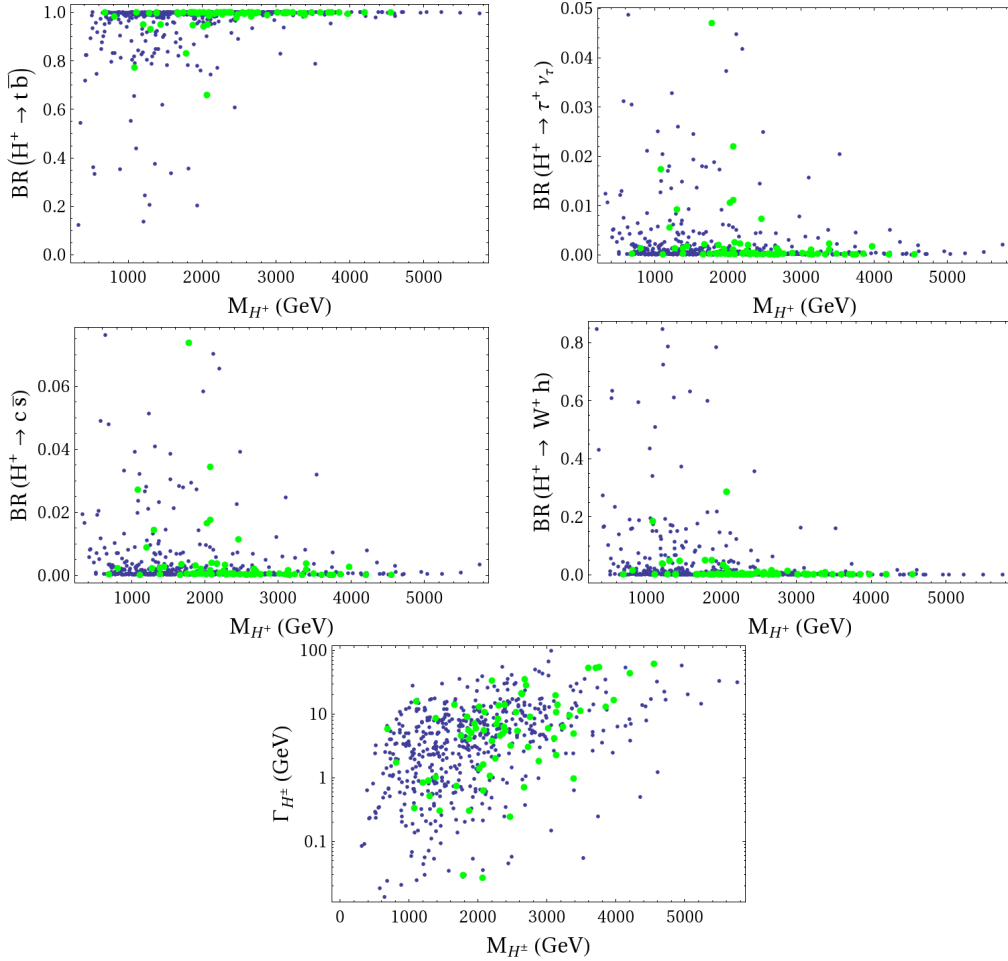 BR (H⁺ → t b̅)
1.0
0.8
0.6
0.4
0.2
0.0
1000 2000 3000 4000 5000
M_{H⁺} (GeV)
BR (H⁺ → τ⁺ ν_τ)
0.05
0.04
0.03
0.02
0.01
0.00
1000 2000 3000 4000 5000
M_{H⁺} (GeV)
BR (H⁺ → c s̅)
0.06
0.04
0.02
0.00
1000 2000 3000 4000 5000
M_{H⁺} (GeV)
BR (H⁺ → W⁺ h)
0.8
0.6
0.4
0.2
0.0
1000 2000 3000 4000 5000
M_{H⁺} (GeV)
Γ_{H±} (GeV)
100
10
1
0.1
0 1000 2000 3000 4000 5000
M_{H±} (GeV)